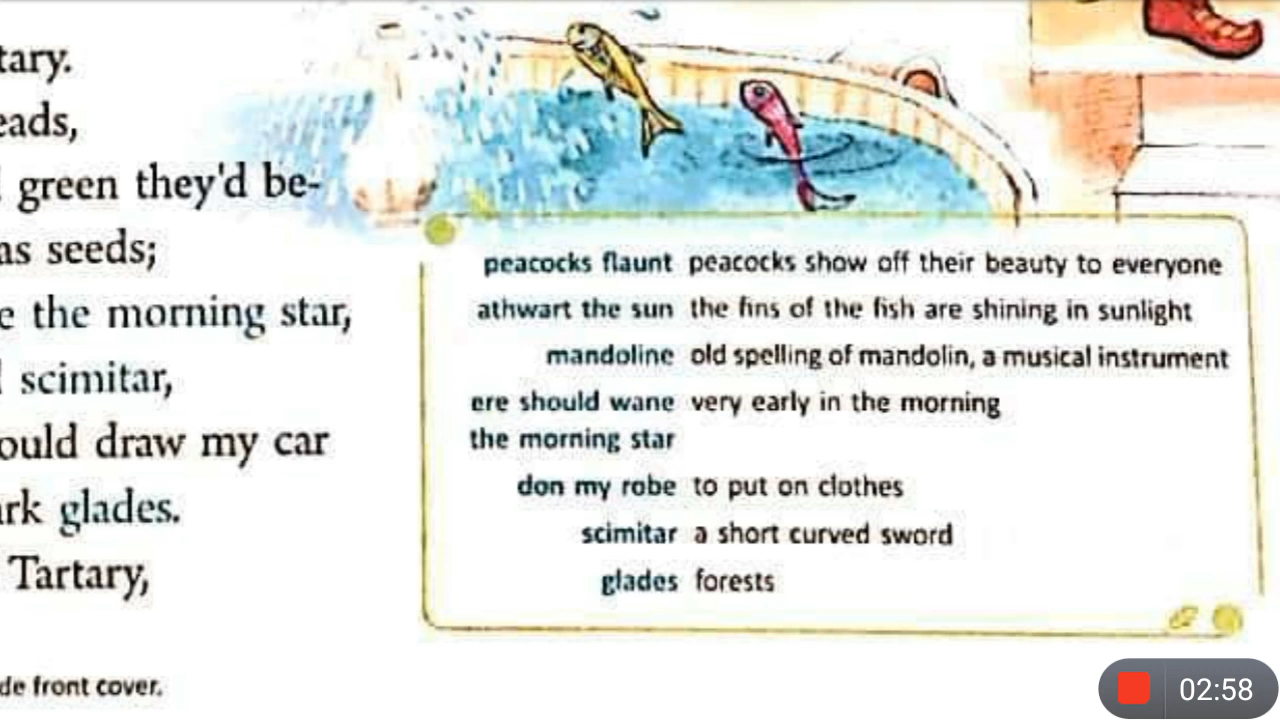 tary.
eads,
green they'd be-
as seeds;
e the morning star,
scimitar,
ould draw my car
ark glades.
Tartary,
de front cover.
peacocks flaunt peacocks show off their beauty to everyone
athwart the sun the fins of the fish are shining in sunlight
mandoline old spelling of mandolin, a musical instrument
ere should wane very early in the morning
the morning star
don my robe to put on clothes
scimitar a short curved sword
glades forests
02:58